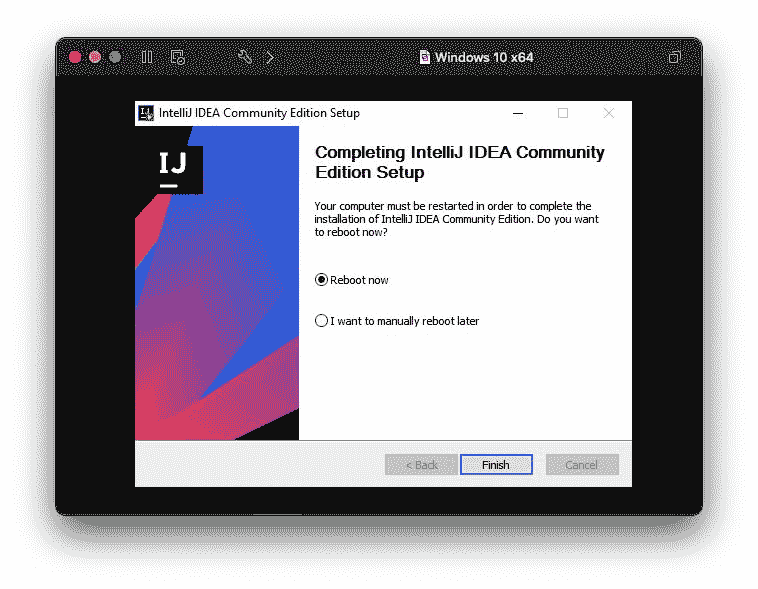 Windows 10 x64
IntelliJ IDEA Community Edition Setup
IJ
Completing IntelliJ IDEA Community
Edition Setup
Your computer must be restarted in order to complete the
installation of IntelliJ IDEA Community Edition. Do you want
to reboot now?
Reboot now
I want to manually reboot later
< Back
Finish
Cancel